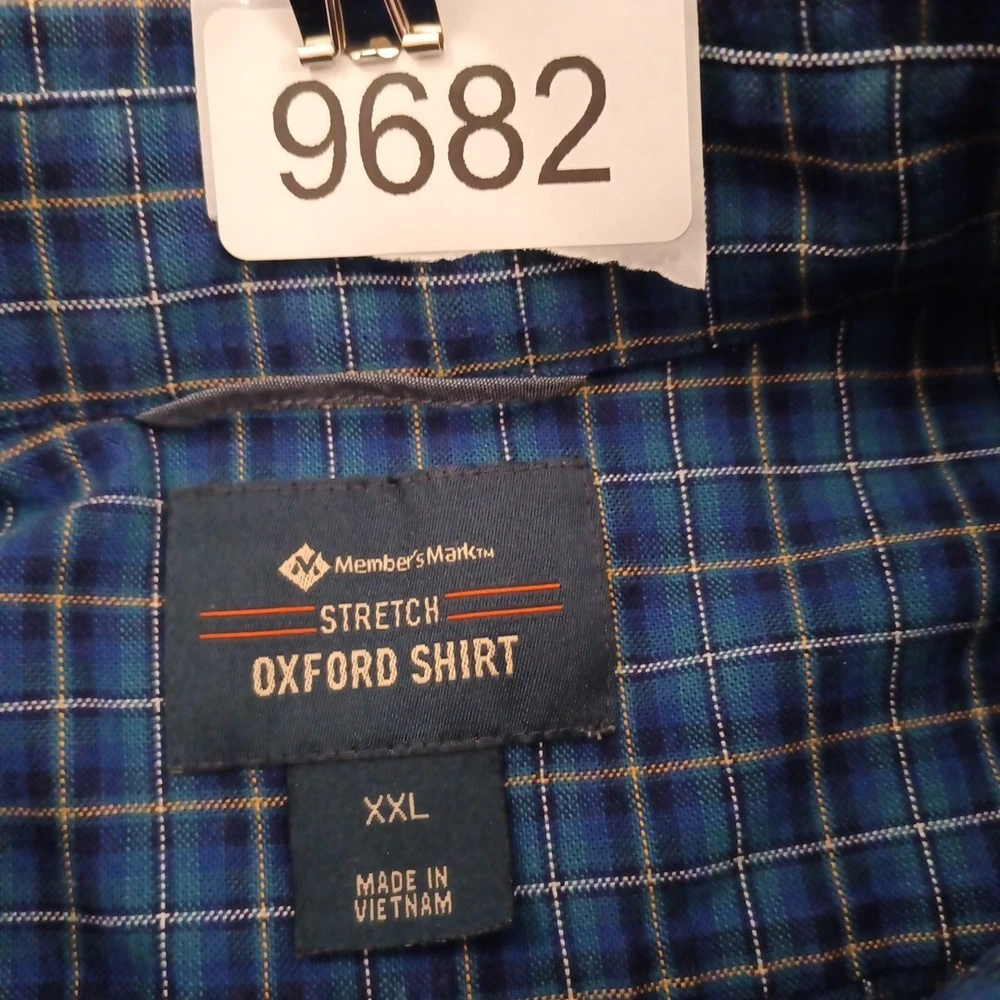 9682
Member's Mark™
STRETCH
OXFORD SHIRT
XXL
MADE IN
VIETNAM